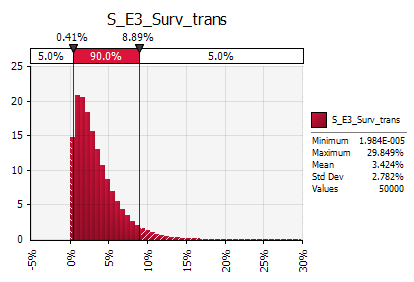 S_E3_Surv_trans
0.41% 8.89%
5.0% 90.0% 5.0%
25
20
15
10
5
0
-5% 0% 5% 10% 15% 20% 25% 30%
S_E3_Surv_trans
Minimum 1.984E-005
Maximum 29.849%
Mean 3.424%
Std Dev 2.782%
Values 50000